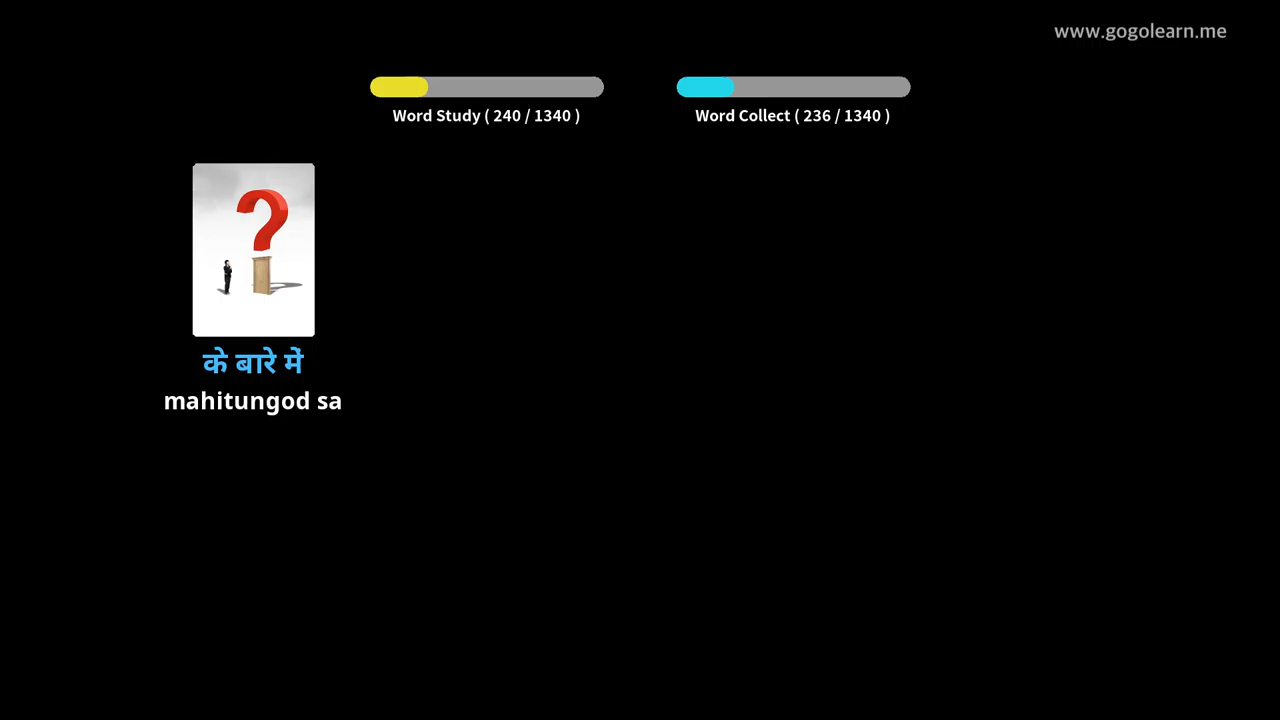 www.gogolearn.me
Word Study ( 240 / 1340 )
Word Collect ( 236 / 1340 )
के बारे में
mahitungod sa